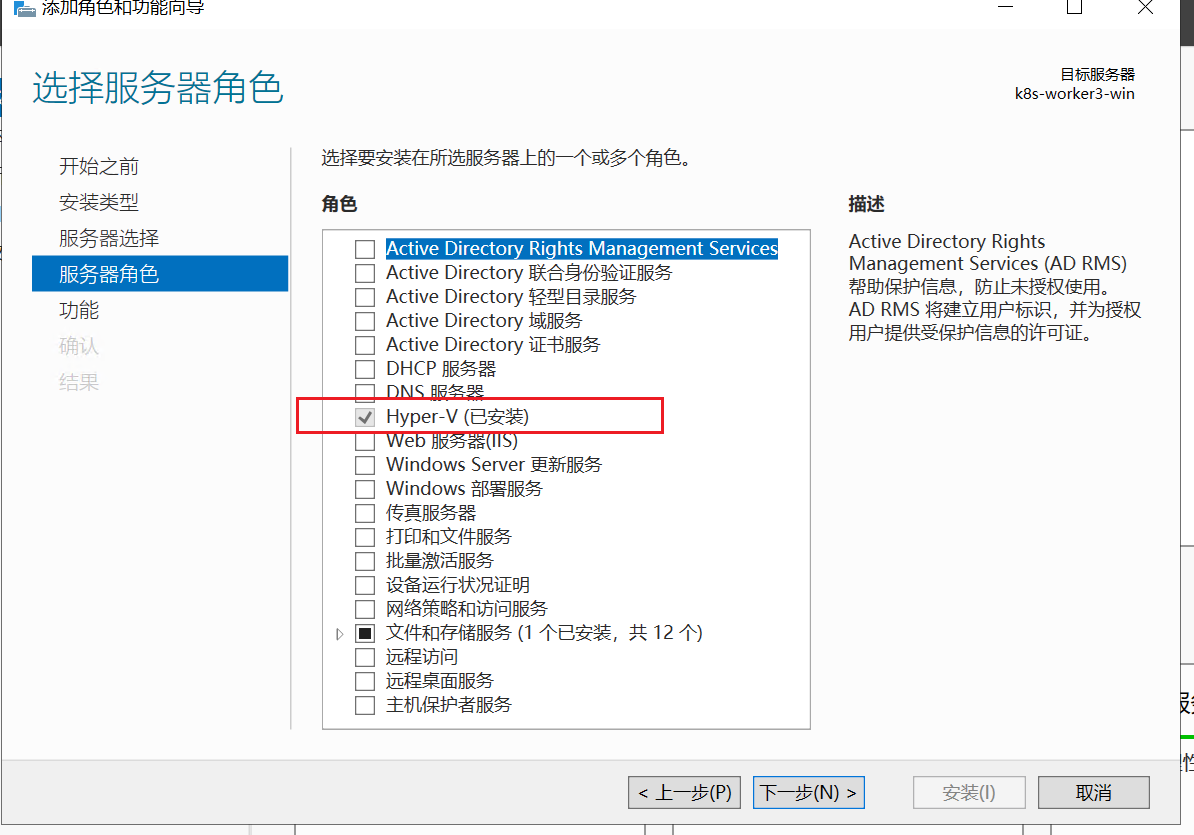 添加角色和功能向导
选择服务器角色
目标服务器
k8s-worker3-win
开始之前
安装类型
服务器选择
服务器角色
功能
确认
结果
选择要安装在所选服务器上的一个或多个角色。
角色
Active Directory Rights Management Services
Active Directory 联合身份验证服务
Active Directory 轻型目录服务
Active Directory 域服务
Active Directory 证书服务
DHCP 服务器
DNS 服务器
Hyper-V (已安装)
Web 服务器(IIS)
Windows Server 更新服务
Windows 部署服务
传真服务器
打印和文件服务
批量激活服务
设备运行状况证明
网络策略和访问服务
文件和存储服务 (1 个已安装，共 12 个)
远程访问
远程桌面服务
主机保护者服务
描述
Active Directory Rights
Management Services (AD RMS)
帮助保护信息，防止未授权使用。
AD RMS 将建立用户标识，并为授权
用户提供受保护信息的许可证。
< 上一步(P)
下一步(N) >
安装(I)
取消